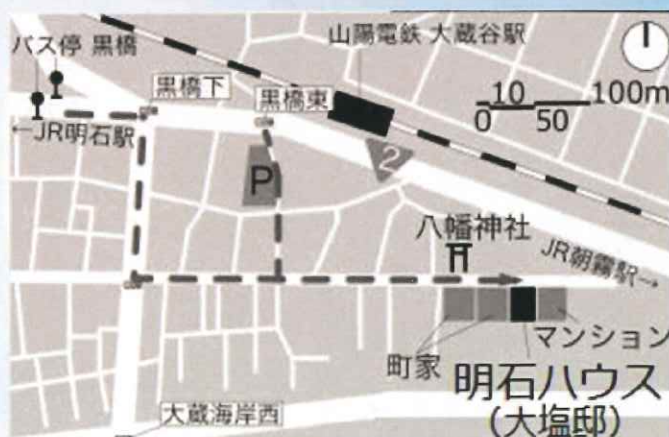 バス停 黒橋
山陽電鉄 大蔵谷駅
黒橋下
黒橋東
10 100m
0 50
←JR明石駅
2
P
八幡神社
JR朝霧駅→
マンション
町家
明石ハウス
(大塩邸)
大蔵海岸西